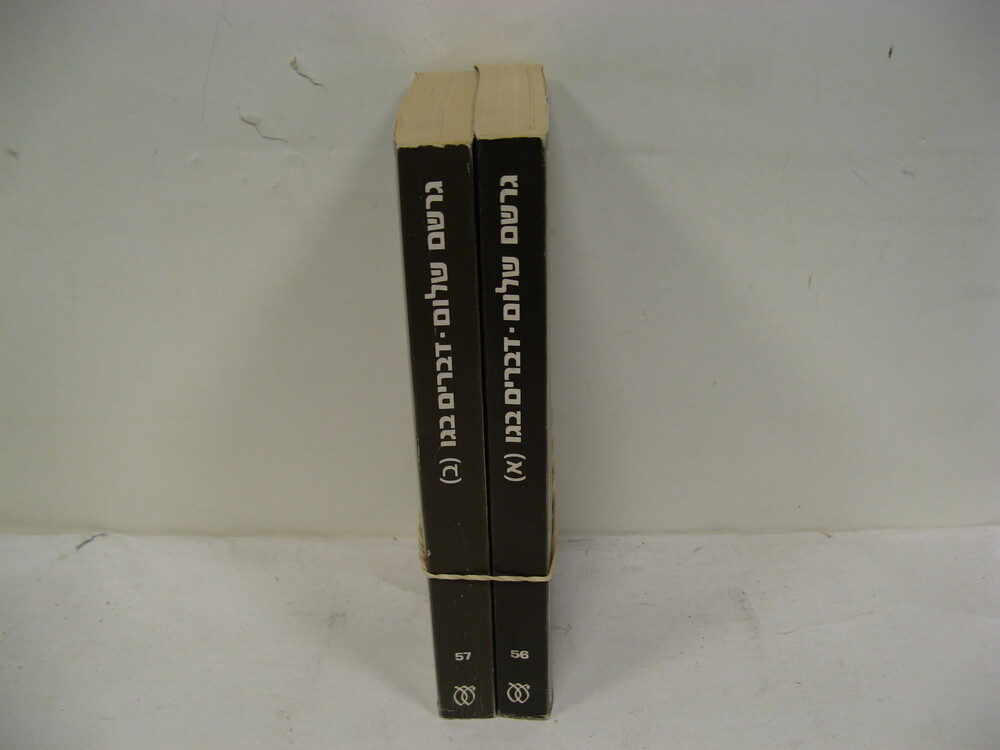 גרשם שלום · דברים בגו (א)
56
גרשם שלום · דברים בגו (ב)
57